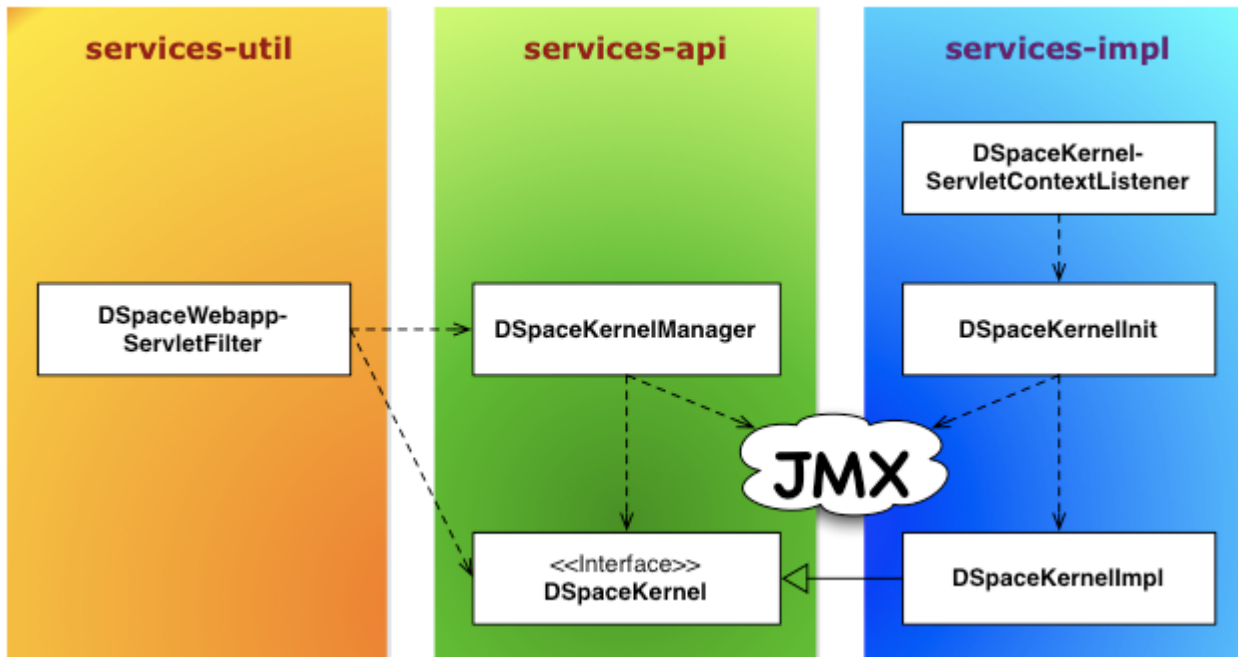 services-util
services-api
services-impl
DSpaceKernel-
ServletContextListener
DSpaceWebapp-
ServletFilter
DSpaceKernelManager
DSpaceKernelInit
JMX
<<Interface>>
DSpaceKernel
DSpaceKernelImpl